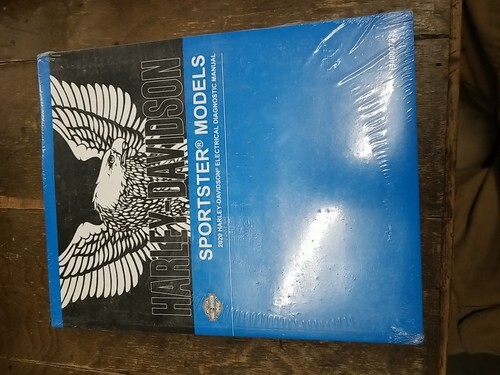 HARLEY-DAVIDSON
SPORTSTER® MODELS
2020 HARLEY-DAVIDSON® ELECTRICAL DIAGNOSTIC MANUAL